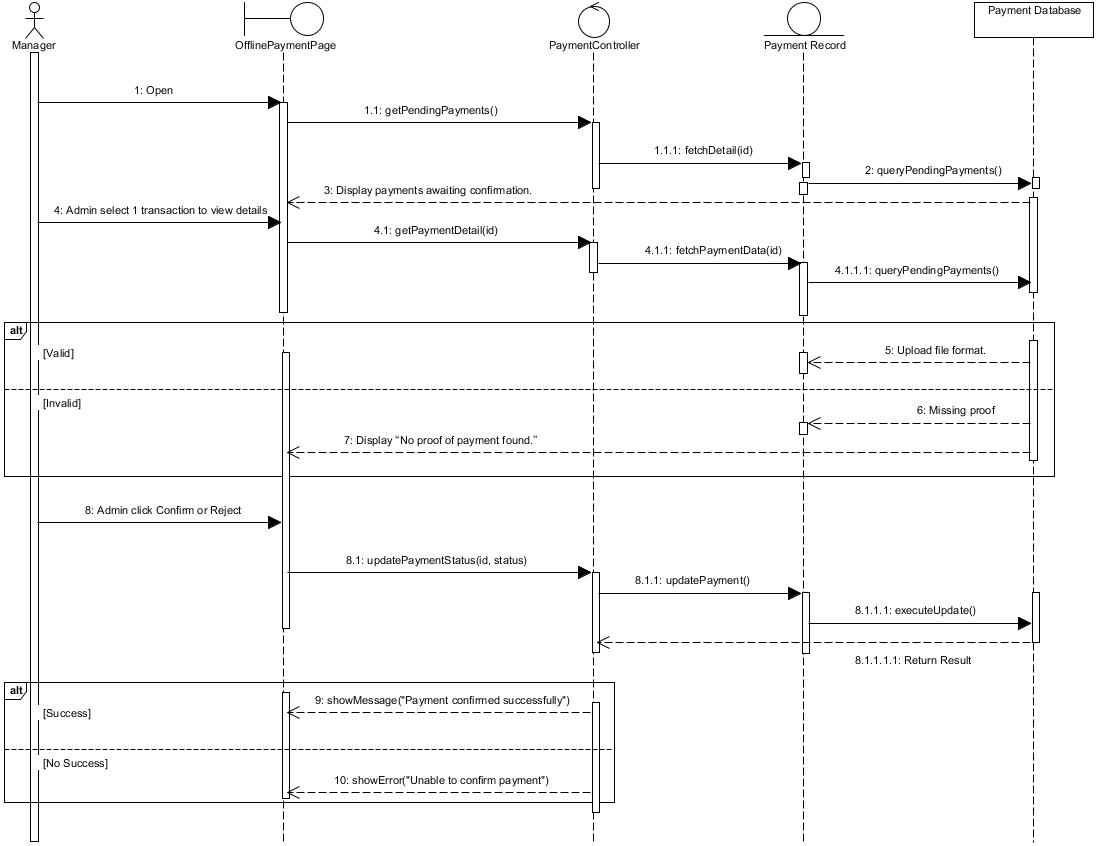 Manager
OfflinePaymentPage
PaymentController
Payment Record
Payment Database
1: Open
1.1: getPendingPayments()
1.1.1: fetchDetail(id)
2: queryPendingPayments()
3: Display payments awaiting confirmation.
4: Admin select 1 transaction to view details
4.1: getPaymentDetail(id)
4.1.1: fetchPaymentData(id)
4.1.1.1: queryPendingPayments()
alt
[Valid]
5: Upload file format.
[Invalid]
6: Missing proof
7: Display “No proof of payment found.”
8: Admin click Confirm or Reject
8.1: updatePaymentStatus(id, status)
8.1.1: updatePayment()
8.1.1.1: executeUpdate()
8.1.1.1.1: Return Result
alt
9: showMessage("Payment confirmed successfully")
[Success]
[No Success]
10: showError("Unable to confirm payment")